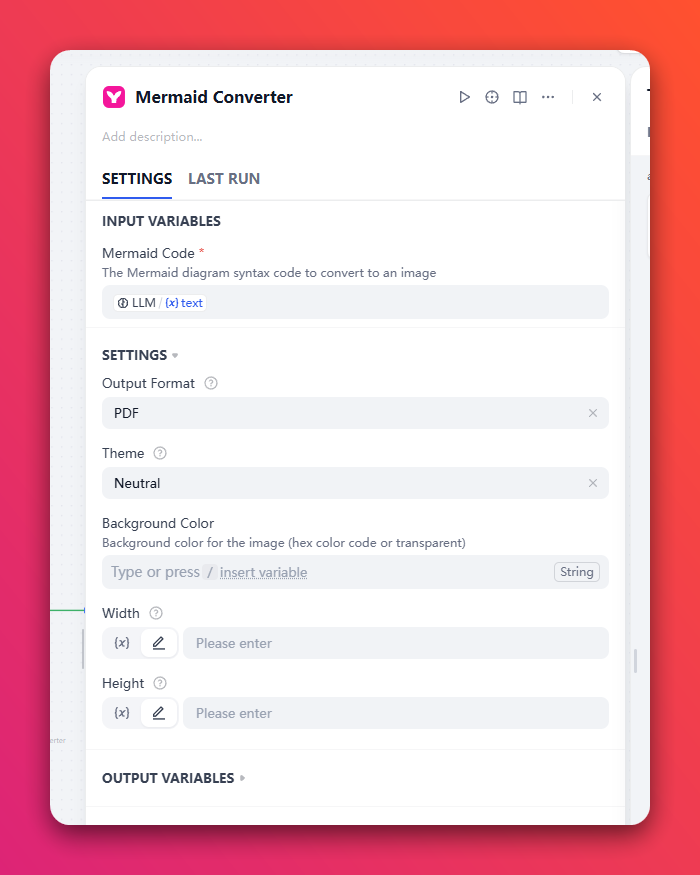 Mermaid Converter
Add description...
SETTINGS LAST RUN
INPUT VARIABLES
Mermaid Code *
The Mermaid diagram syntax code to convert to an image
LLM / {x} text
SETTINGS
Output Format ?
PDF
Theme ?
Neutral
Background Color
Background color for the image (hex color code or transparent)
Type or press / insert variable String
Width ?
{x} Please enter
Height ?
{x} Please enter
erter
OUTPUT VARIABLES